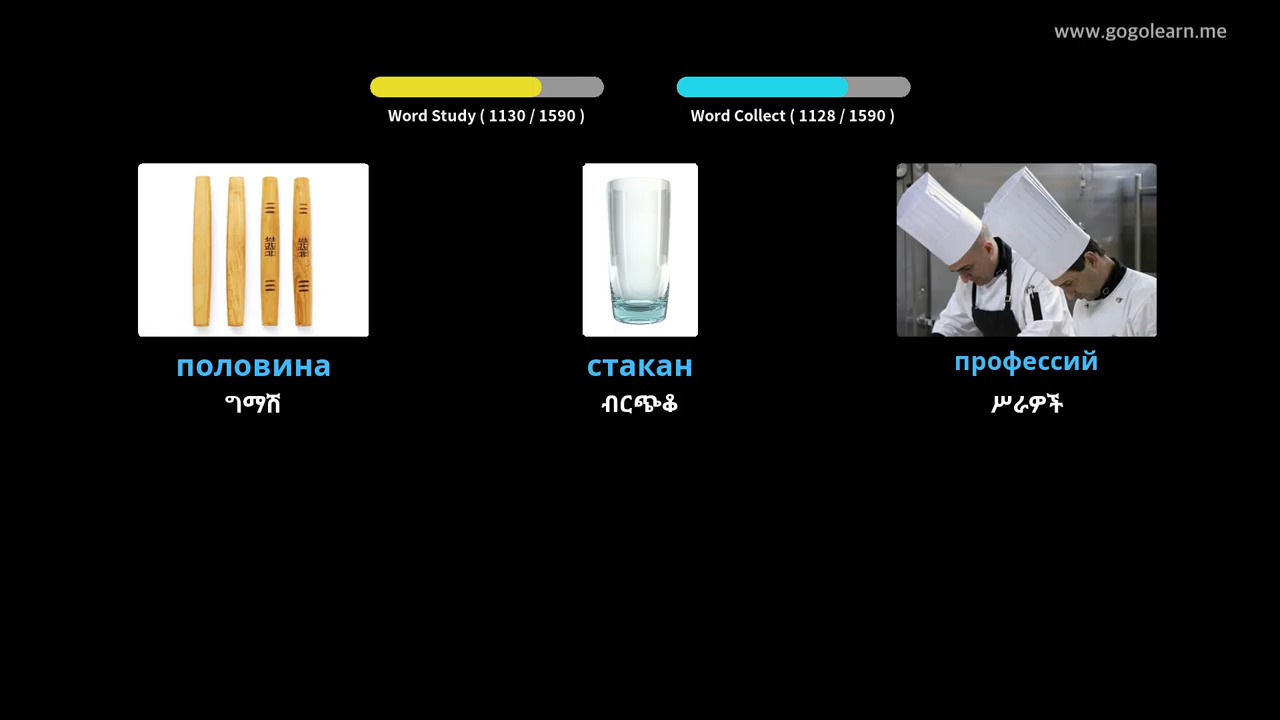 www.gogolearn.me
Word Study ( 1130 / 1590 )
Word Collect ( 1128 / 1590 )
половина
стакан
профессий
ግማሽ
ብርጭቆ
ሥራዎች